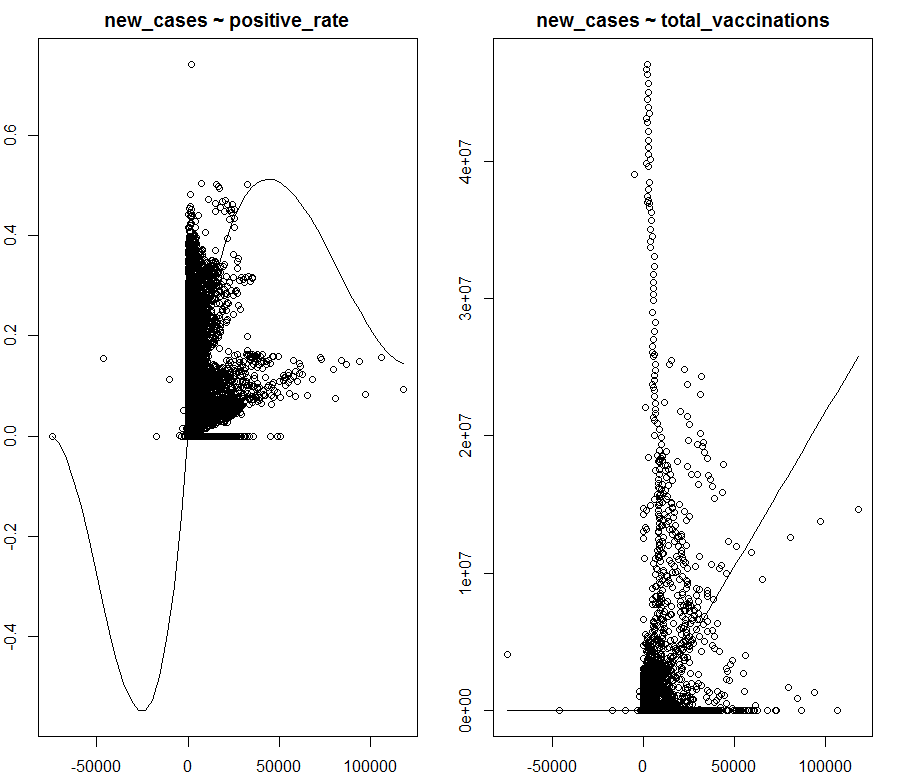 new_cases ~ positive_rate
0.6
0.4
0.2
0.0
-0.2
-0.4
-50000 0 50000 100000
new_cases ~ total_vaccinations
4e+07
3e+07
2e+07
1e+07
0e+00
-50000 0 50000 100000